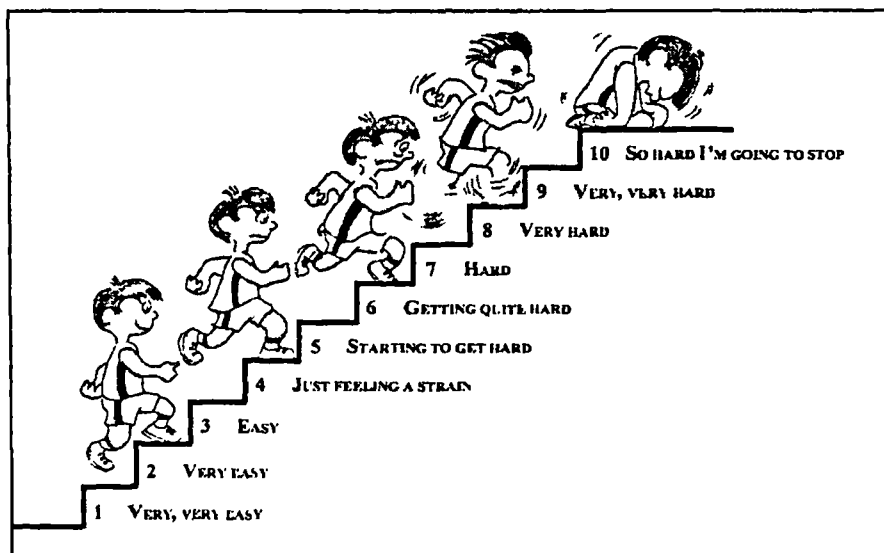 10 SO HARD I'M GOING TO STOP
9 VERY, VERY HARD
8 VERY HARD
7 HARD
6 GETTING QUITE HARD
5 STARTING TO GET HARD
4 JUST FEELING A STRAIN
3 EASY
2 VERY EASY
1 VERY, VERY EASY